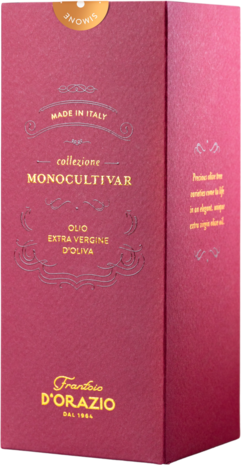 SIMONE
MADE IN ITALY
collezione
MONOCULTIVAR
OLIO
EXTRA VERGINE
D'OLIVA
Frantoio
D'ORAZIO
DAL 1964
Precious olive tree
varieties come to life
in an elegant, unique
extra virgin olive oil.